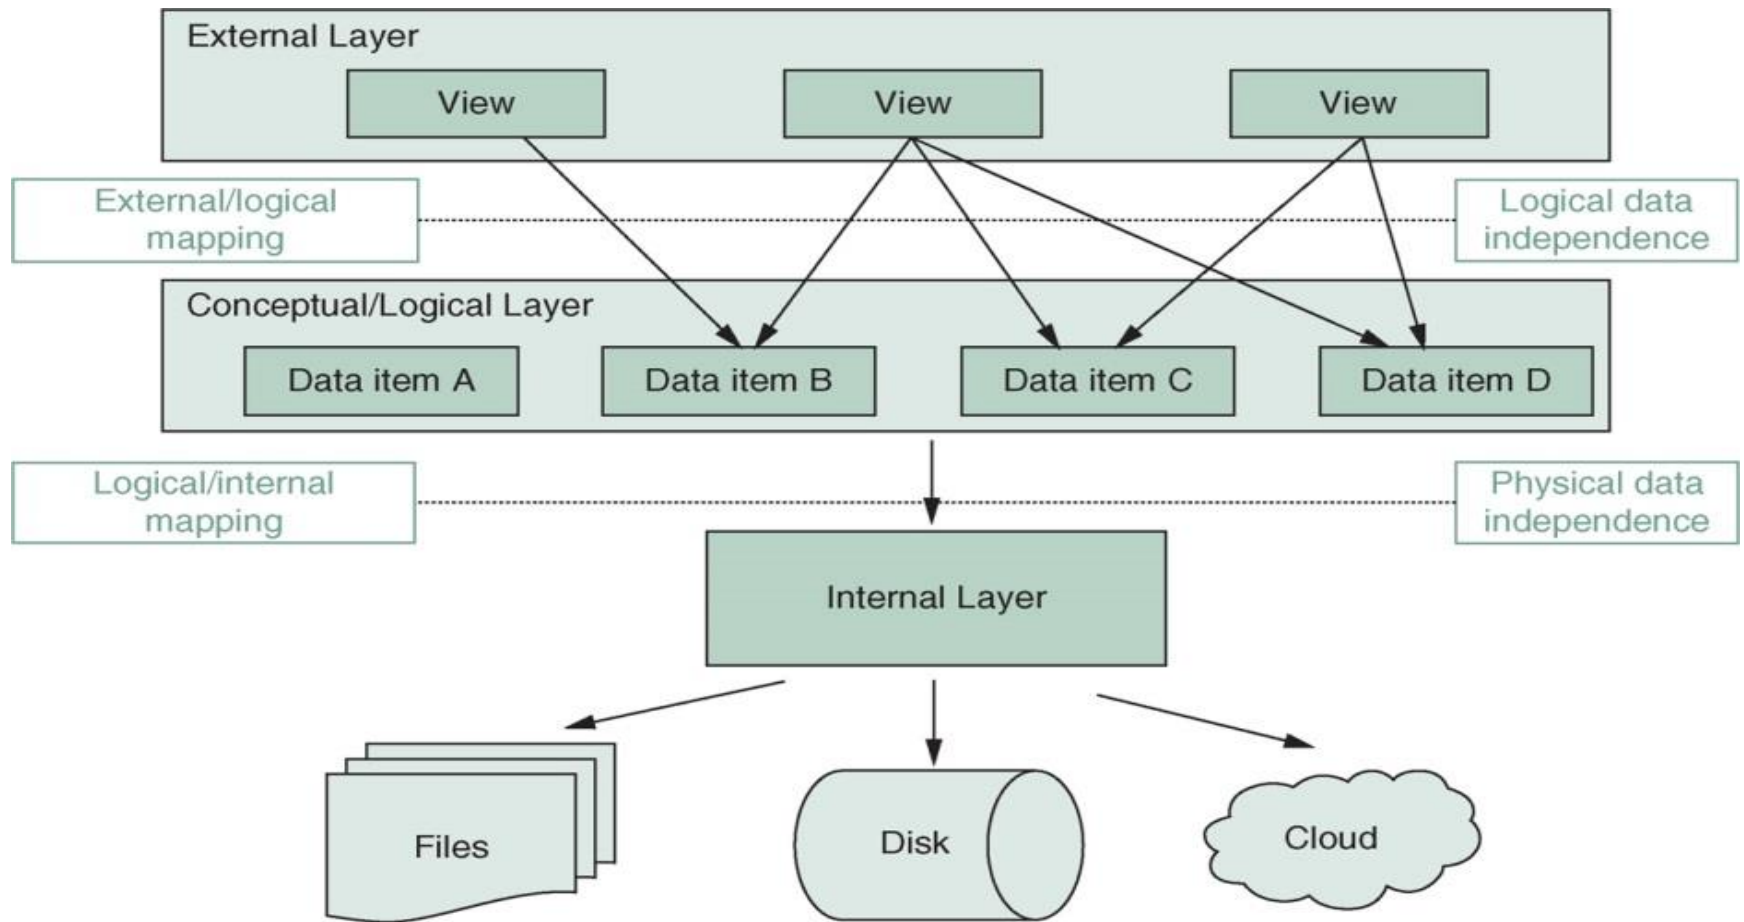 External Layer
View
View
View
External/logical
mapping
Logical data
independence
Conceptual/Logical Layer
Data item A
Data item B
Data item C
Data item D
Logical/internal
mapping
Physical data
independence
Internal Layer
Files
Disk
Cloud